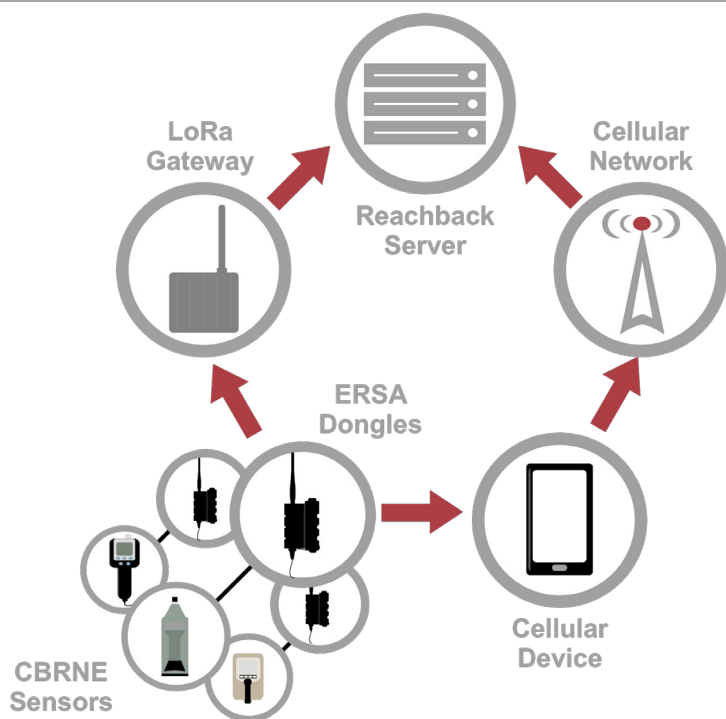 LoRa
Gateway
Cellular
Network
Reachback
Server
ERSA
Dongles
Cellular
Device
CBRNE
Sensors